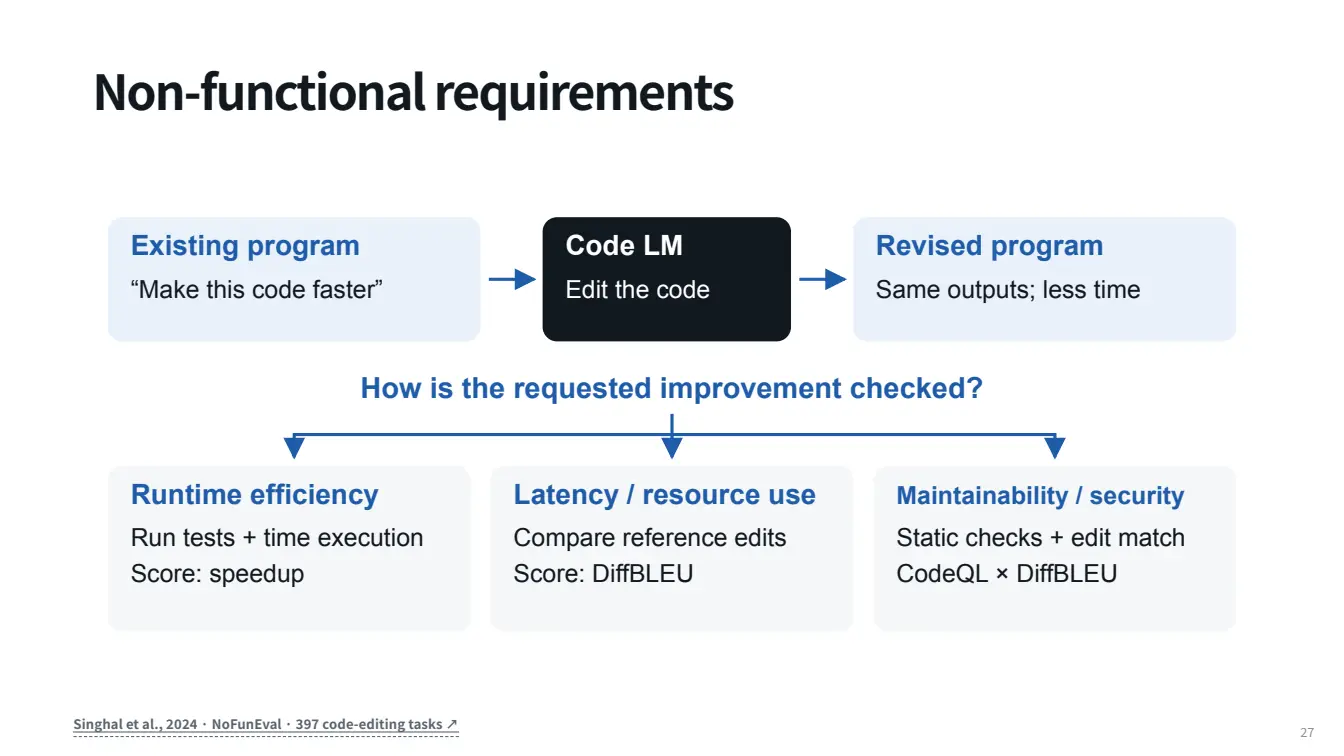 Non-functional requirements
Existing program
“Make this code faster”
Code LM
Edit the code
Revised program
Same outputs; less time
How is the requested improvement checked?
Runtime efficiency
Run tests + time execution
Score: speedup
Latency / resource use
Compare reference edits
Score: DiffBLEU
Maintainability / security
Static checks + edit match
CodeQL × DiffBLEU
Singhal et al., 2024 · NoFunEval · 397 code-editing tasks ↗
27